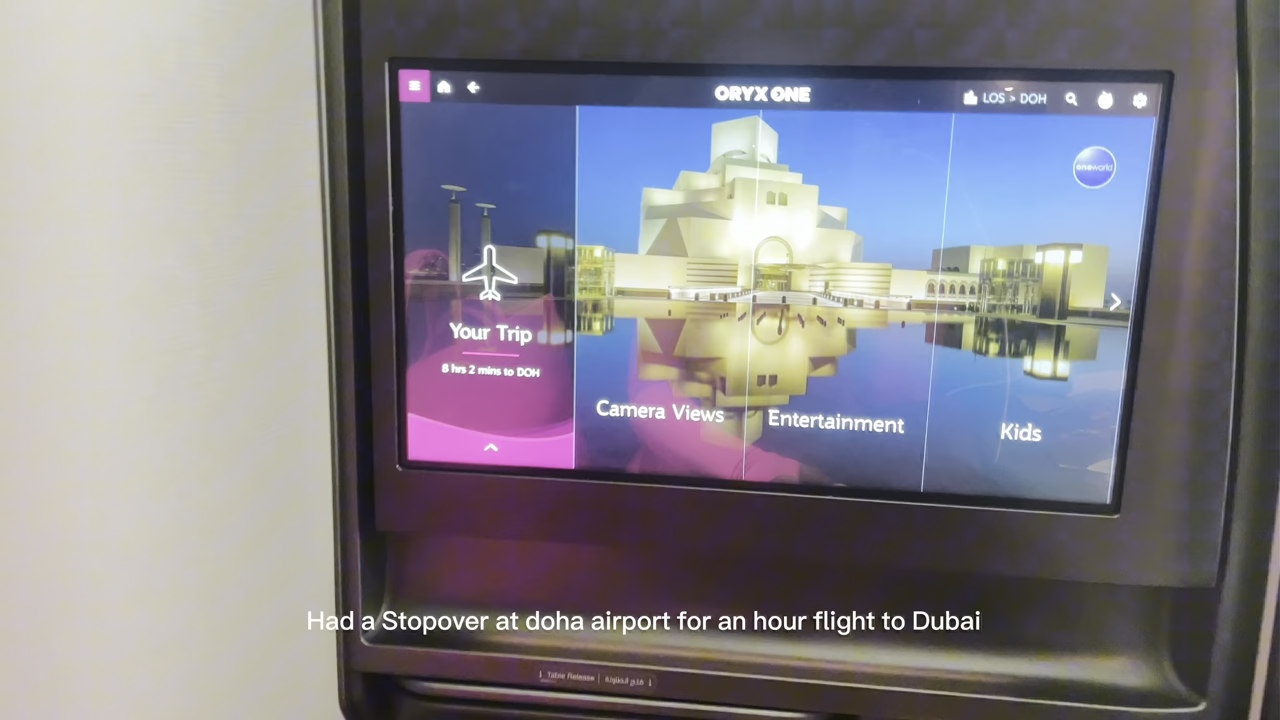 ORYX ONE
LOS > DOH
oneworld
Your Trip
8 hrs 2 mins to DOH
Camera Views
Entertainment
Kids
Had a Stopover at doha airport for an hour flight to Dubai
Table Release